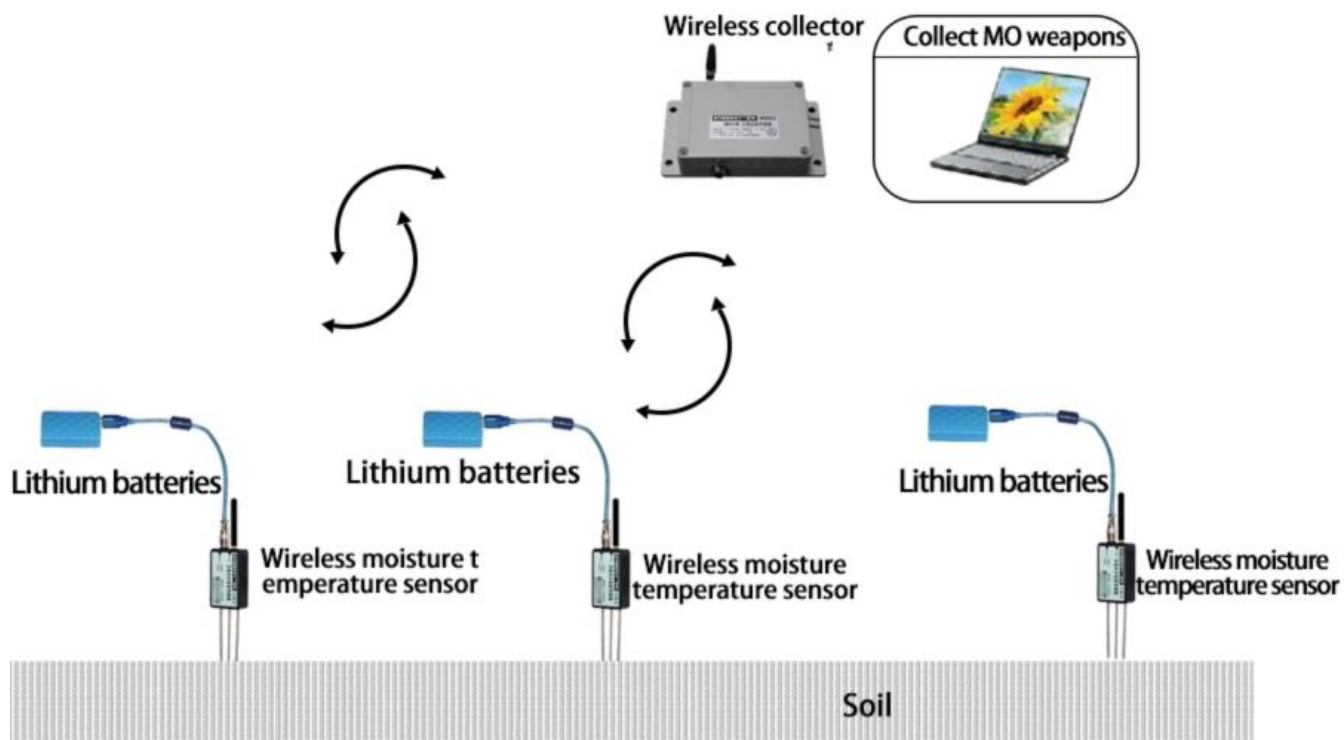 Wireless collector
Collect MO weapons
Lithium batteries
Lithium batteries
Lithium batteries
Wireless moisture t
emperature sensor
Wireless moisture
temperature sensor
Wireless moisture
temperature sensor
Soil